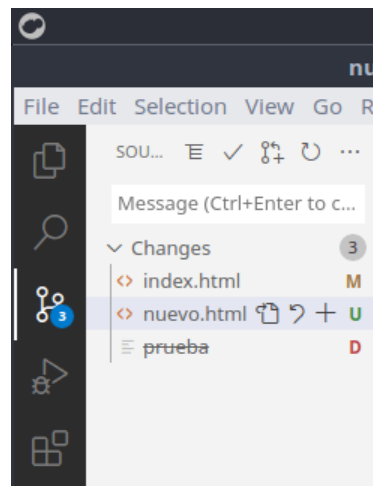 nu
File Edit Selection View Go R
SOU...
Message (Ctrl+Enter to c...
Changes 3
index.html M
3
nuevo.html U
prueba D